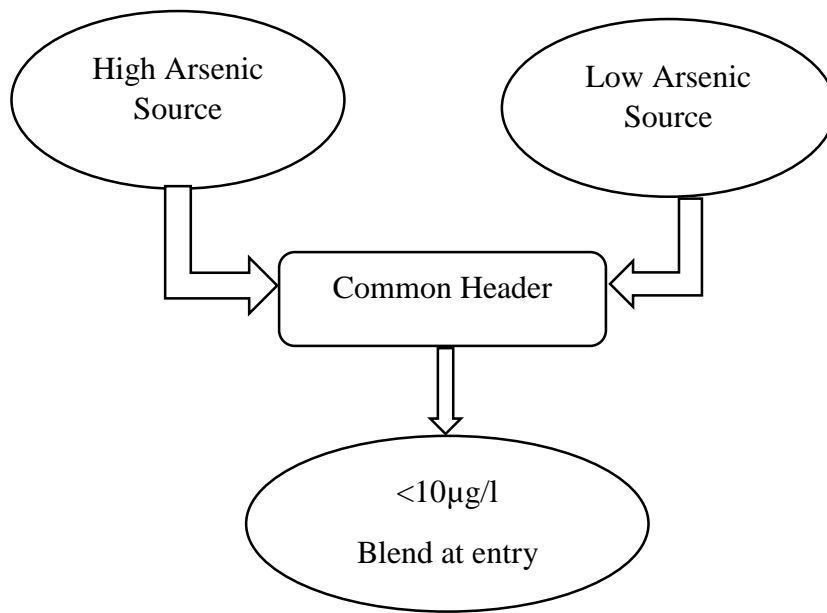 High Arsenic
Source
Low Arsenic
Source
Common Header
<10µg/l
Blend at entry